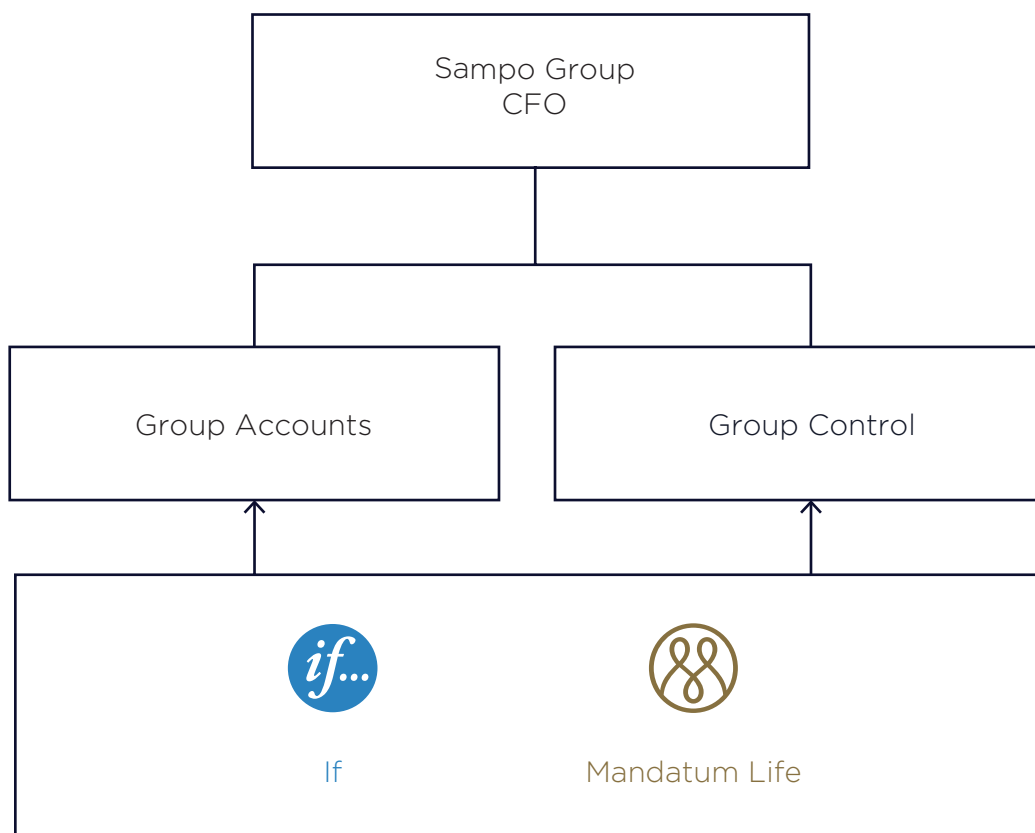 Sampo Group
CFO
Group Accounts
Group Control
if...
If
Mandatum Life